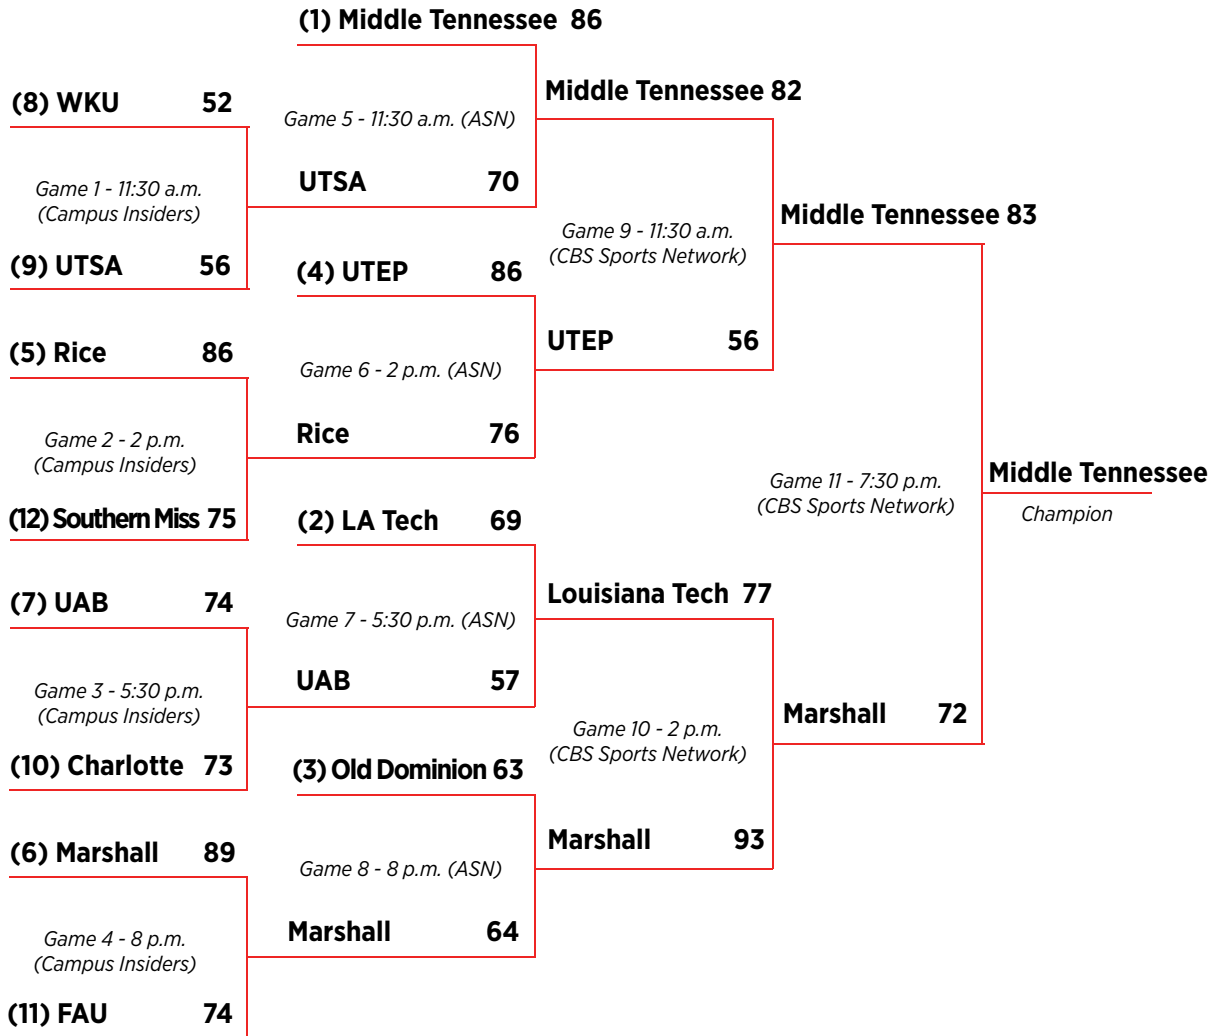 (1) Middle Tennessee 86
(8) WKU 52
Game 1 - 11:30 a.m.
(Campus Insiders)
(9) UTSA 56
(5) Rice 86
Game 2 - 2 p.m.
(Campus Insiders)
(12) Southern Miss 75
(7) UAB 74
Game 3 - 5:30 p.m.
(Campus Insiders)
(10) Charlotte 73
(6) Marshall 89
Game 4 - 8 p.m.
(Campus Insiders)
(11) FAU 74
Game 5 - 11:30 a.m. (ASN)
UTSA 70
(4) UTEP 86
Game 6 - 2 p.m. (ASN)
Rice 76
(2) LA Tech 69
Game 7 - 5:30 p.m. (ASN)
UAB 57
(3) Old Dominion 63
Game 8 - 8 p.m. (ASN)
Marshall 64
Middle Tennessee 82
Game 9 - 11:30 a.m.
(CBS Sports Network)
UTEP 56
Louisiana Tech 77
Game 10 - 2 p.m.
(CBS Sports Network)
Marshall 93
Middle Tennessee 83
Game 11 - 7:30 p.m.
(CBS Sports Network)
Marshall 72
Middle Tennessee
Champion